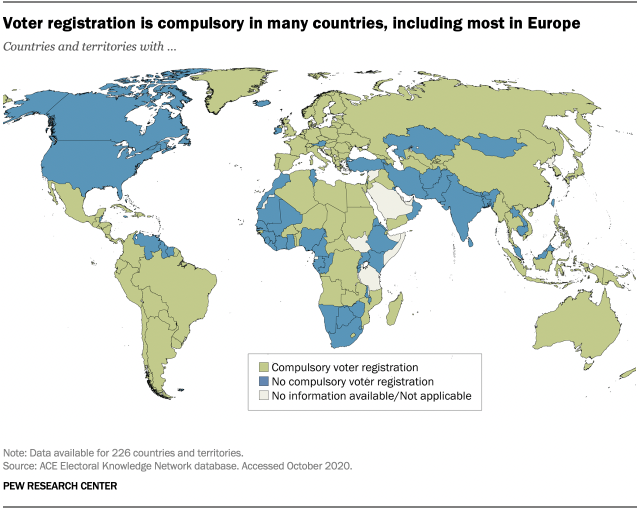 Voter registration is compulsory in many countries, including most in Europe
Countries and territories with ...
Compulsory voter registration
No compulsory voter registration
No information available/Not applicable
Note: Data available for 226 countries and territories.
Source: ACE Electoral Knowledge Network database. Accessed October 2020.
PEW RESEARCH CENTER